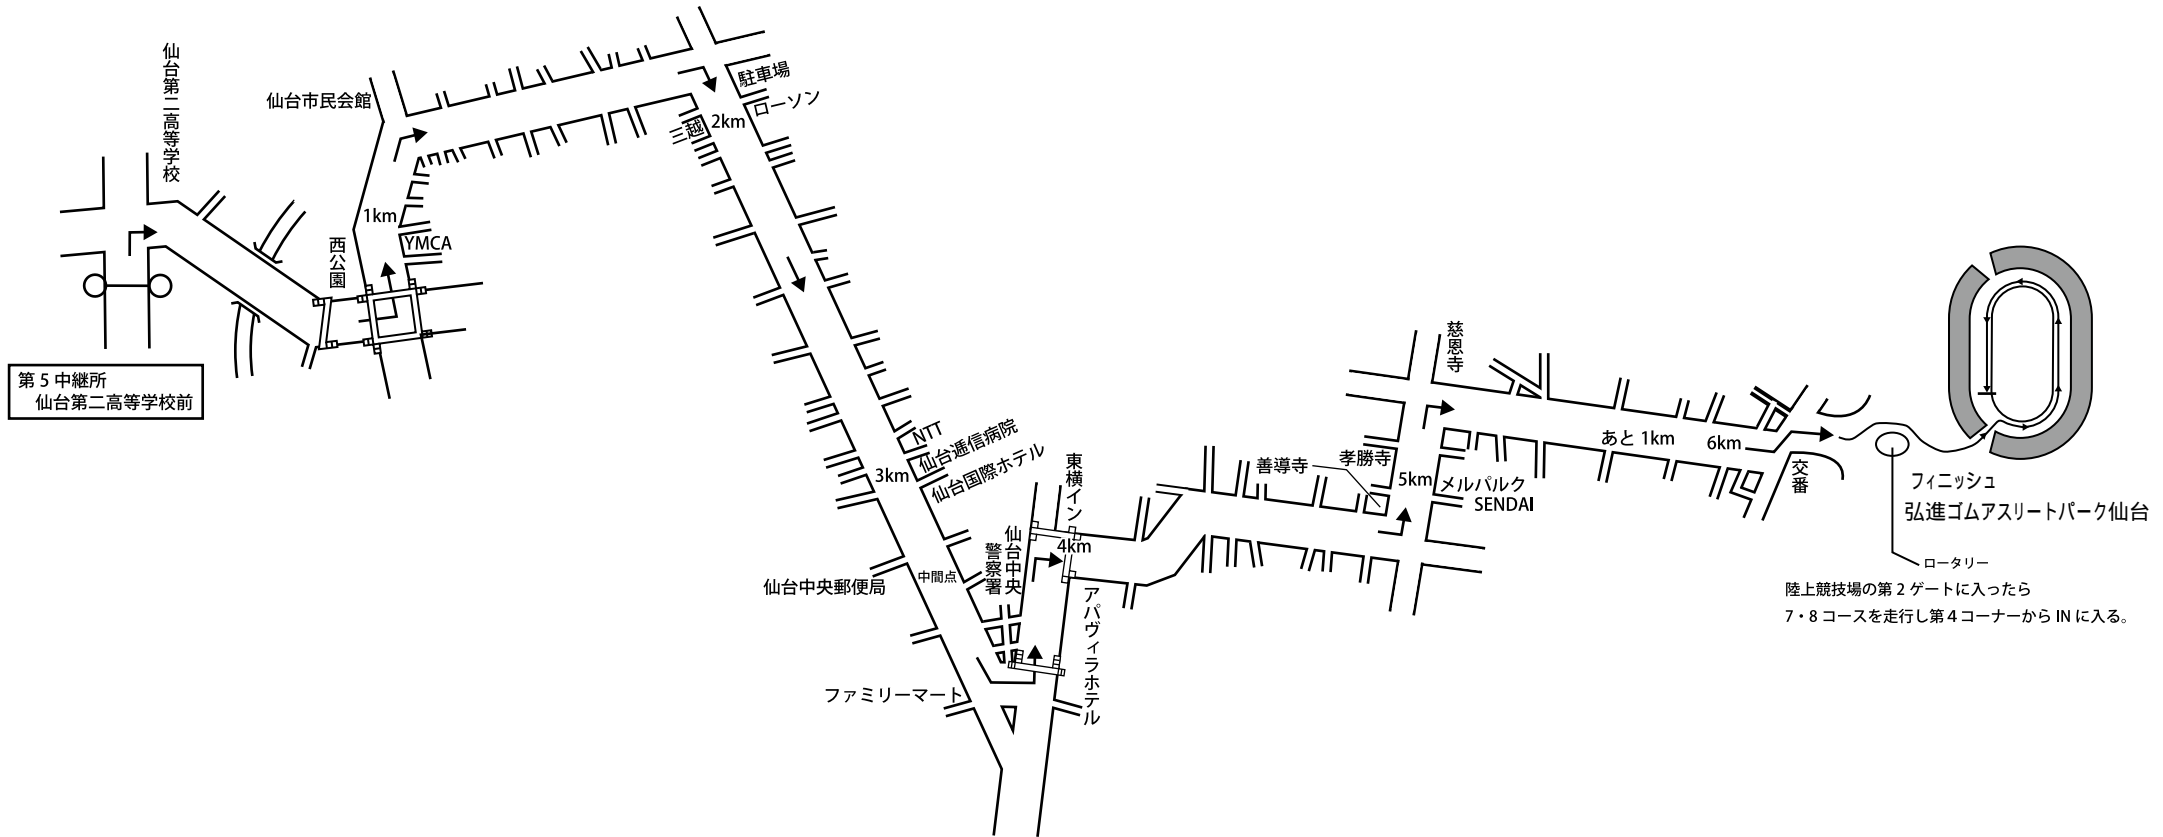 仙台第二高等学校
第 5 中継所
仙台第二高等学校前
西公園
仙台市民会館
1km
YMCA
駐車場
ローソン
三越
2km
NTT
仙台逓信病院
仙台国際ホテル
3km
中間点
仙台中央郵便局
ファミリーマート
仙台中央
警察署
東横イン
4km
アパヴィラホテル
善導寺
孝勝寺
5km
メルパルク
SENDAI
慈恩寺
あと 1km
6km
交番
フィニッシュ
弘進ゴムアスリートパーク仙台
ロータリー
陸上競技場の第 2 ゲートに入ったら
7・8 コースを走行し第 4 コーナーから IN に入る。